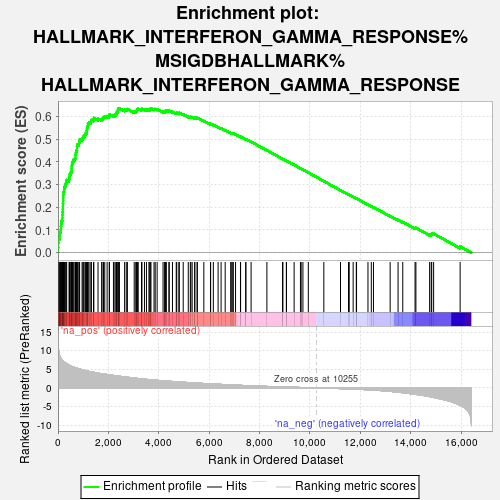 Enrichment plot:
HALLMARK_INTERFERON_GAMMA_RESPONSE%
MSIGDBHALLMARK%
HALLMARK_INTERFERON_GAMMA_RESPONSE
Enrichment score (ES)
0.6
0.5
0.4
0.3
0.2
0.1
0.0
'na_pos' (positively correlated)
Ranked list metric (PreRanked)
15
10
5
0
-5
-10
Zero cross at 10255
'na_neg' (negatively correlated)
0
2,000
4,000
6,000
8,000
10,000
12,000
14,000
16,000
Rank in Ordered Dataset
Enrichment profile
Hits
Ranking metric scores